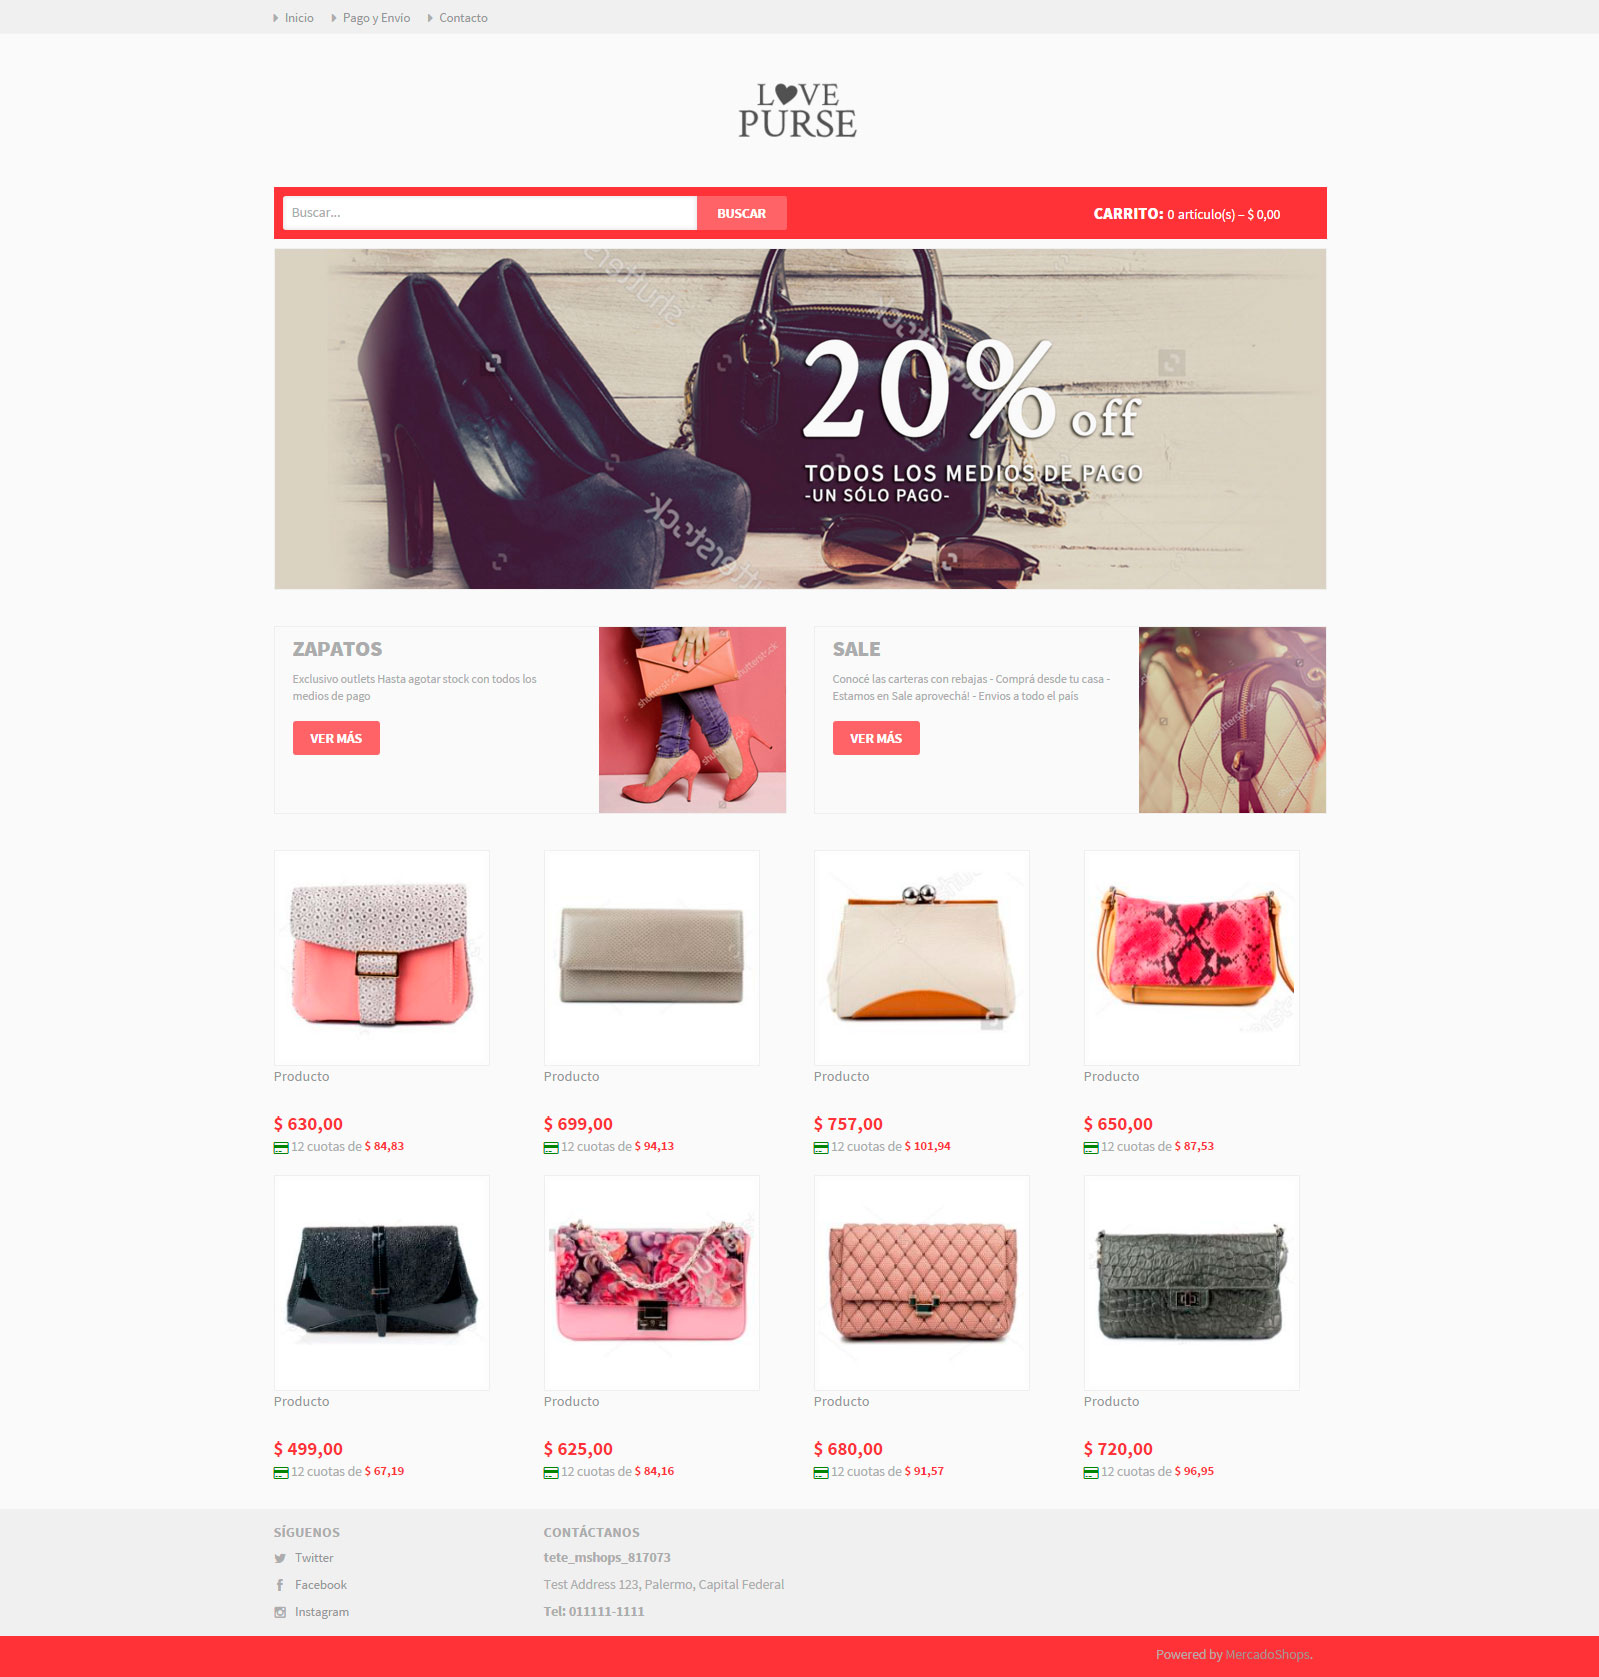 Inicio
Pago y Envío
Contacto
LOVE
PURSE
Buscar...
BUSCAR
CARRITO: 0 artículo(s) – $ 0,00
20% off
TODOS LOS MEDIOS DE PAGO
-UN SÓLO PAGO-
shutterstock
ZAPATOS
Exclusivo outlets Hasta agotar stock con todos los
medios de pago
VER MÁS
shutterstock
SALE
Conocé las carteras con rebajas - Comprá desde tu casa -
Estamos en Sale aprovechá! - Envios a todo el país
VER MÁS
shutterstock
Producto
$ 630,00
12 cuotas de $ 84,83
Producto
$ 699,00
12 cuotas de $ 94,13
Producto
$ 757,00
12 cuotas de $ 101,94
Producto
$ 650,00
12 cuotas de $ 87,53
Producto
$ 499,00
12 cuotas de $ 67,19
Producto
$ 625,00
12 cuotas de $ 84,16
Producto
$ 680,00
12 cuotas de $ 91,57
Producto
$ 720,00
12 cuotas de $ 96,95
SÍGUENOS
Twitter
Facebook
Instagram
CONTÁCTANOS
tete_mshops_817073
Test Address 123, Palermo, Capital Federal
Tel: 011111-1111
Powered by MercadoShops.